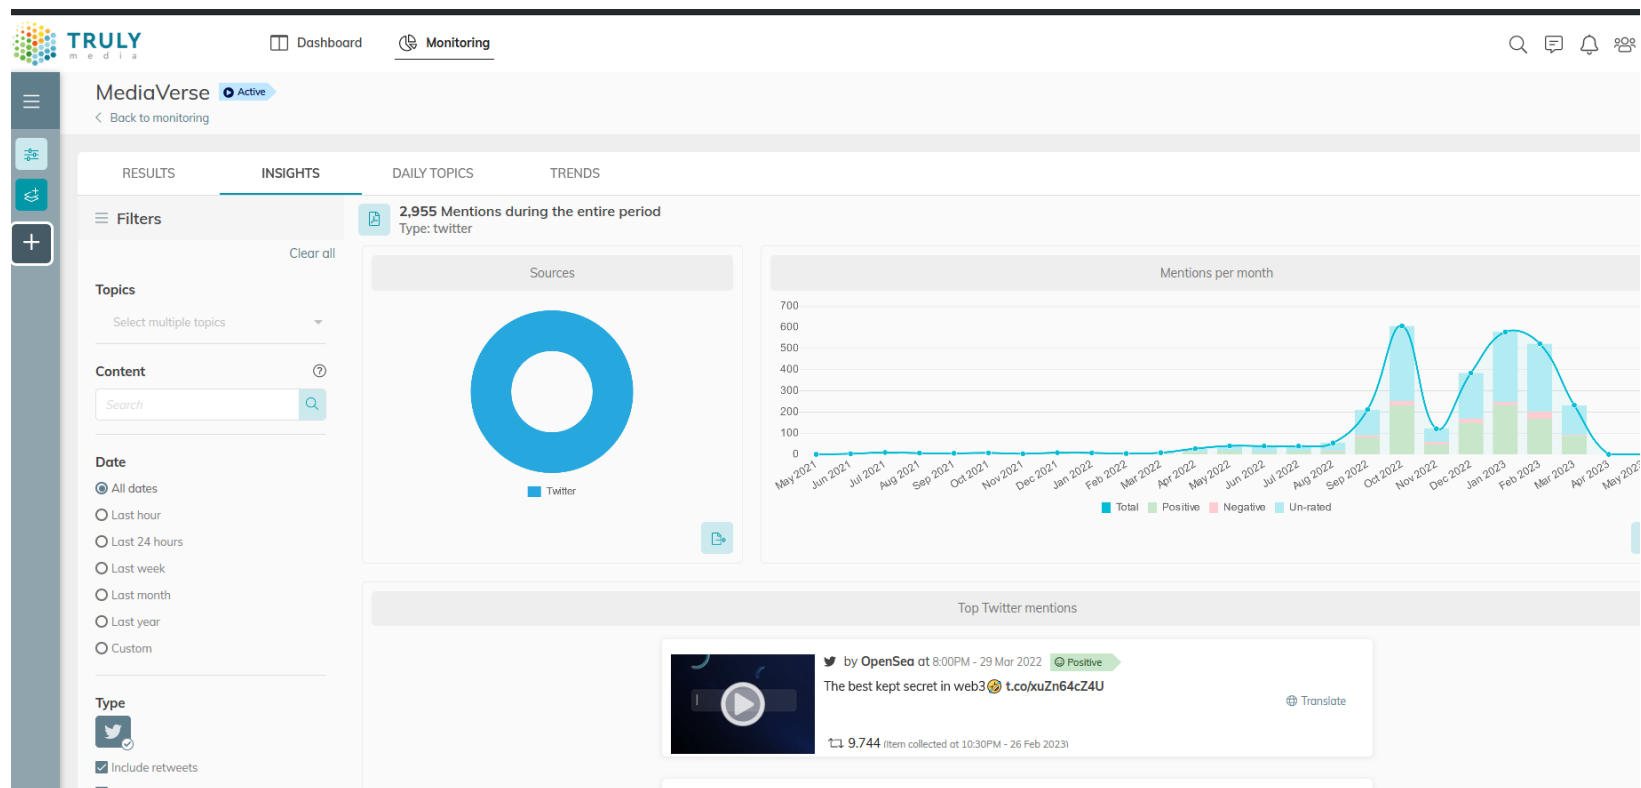 TRULY
media
Dashboard
Monitoring
MediaVerse
Active
Back to monitoring
RESULTS
INSIGHTS
DAILY TOPICS
TRENDS
Filters
Clear all
Topics
Select multiple topics
Content
Search
Date
All dates
Last hour
Last 24 hours
Last week
Last month
Last year
Custom
Type
Include retweets
2,955 Mentions during the entire period
Type: twitter
Sources
Twitter
Mentions per month
700
600
500
400
300
200
100
0
May 2021
Jun 2021
Jul 2021
Aug 2021
Sep 2021
Oct 2021
Nov 2021
Dec 2021
Jan 2022
Feb 2022
Mar 2022
Apr 2022
May 2022
Jun 2022
Jul 2022
Aug 2022
Sep 2022
Oct 2022
Nov 2022
Dec 2022
Jan 2023
Feb 2023
Mar 2023
Apr 2023
May 2023
Total
Positive
Negative
Un-rated
Top Twitter mentions
by OpenSea at 8:00PM - 29 Mar 2022
Positive
The best kept secret in web3🤣 t.co/xuZn64cZ4U
Translate
9.744 (Item collected at 10:30PM - 26 Feb 2023)